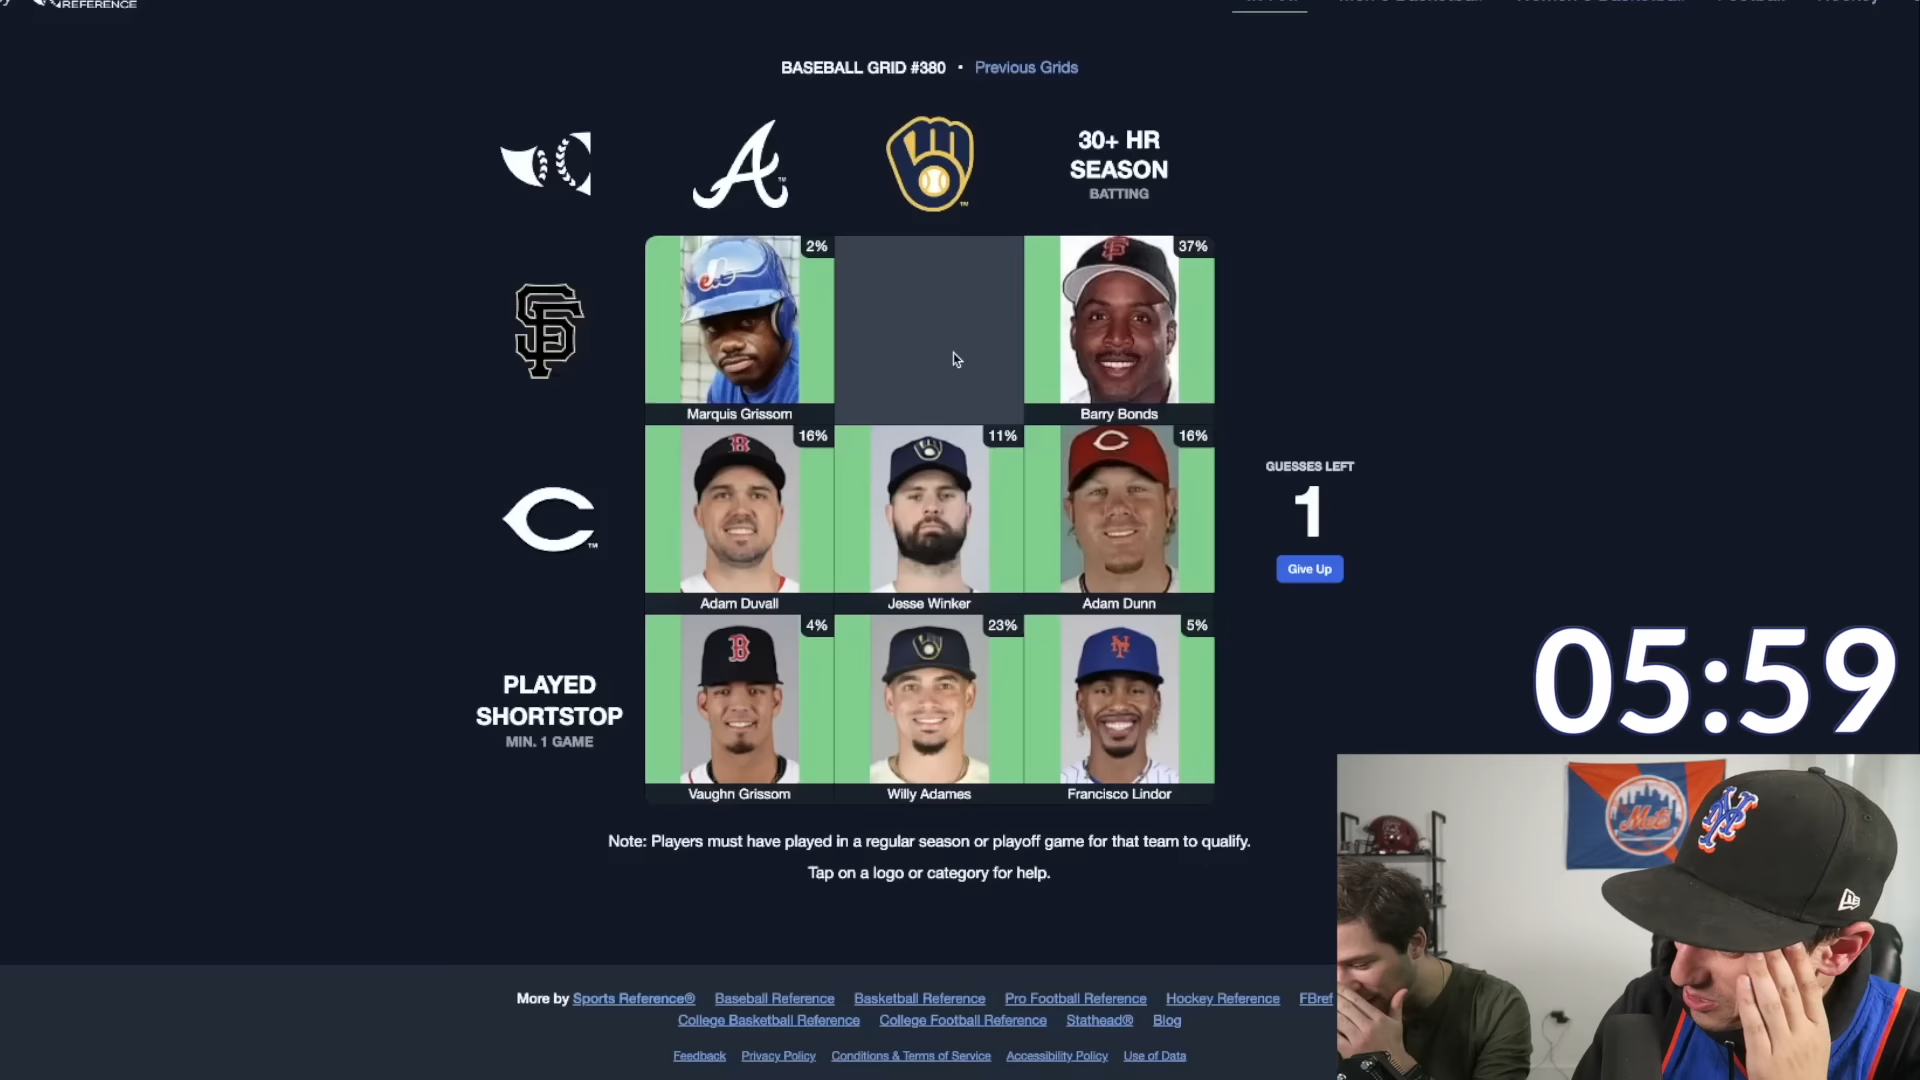 REFERENCE
BASEBALL GRID #380 • Previous Grids
30+ HR
SEASON
BATTING
2%
37%
Marquis Grissom
Barry Bonds
16%
11%
16%
GUESSES LEFT
1
Give Up
Adam Duvall
Jesse Winker
Adam Dunn
4%
23%
5%
PLAYED
SHORTSTOP
MIN. 1 GAME
05:59
Vaughn Grissom
Willy Adames
Francisco Lindor
Note: Players must have played in a regular season or playoff game for that team to qualify.
Tap on a logo or category for help.
Mets
More by Sports Reference® Baseball Reference Basketball Reference Pro Football Reference Hockey Reference FBref
College Basketball Reference College Football Reference Stathead® Blog
Feedback Privacy Policy Conditions & Terms of Service Accessibility Policy Use of Data